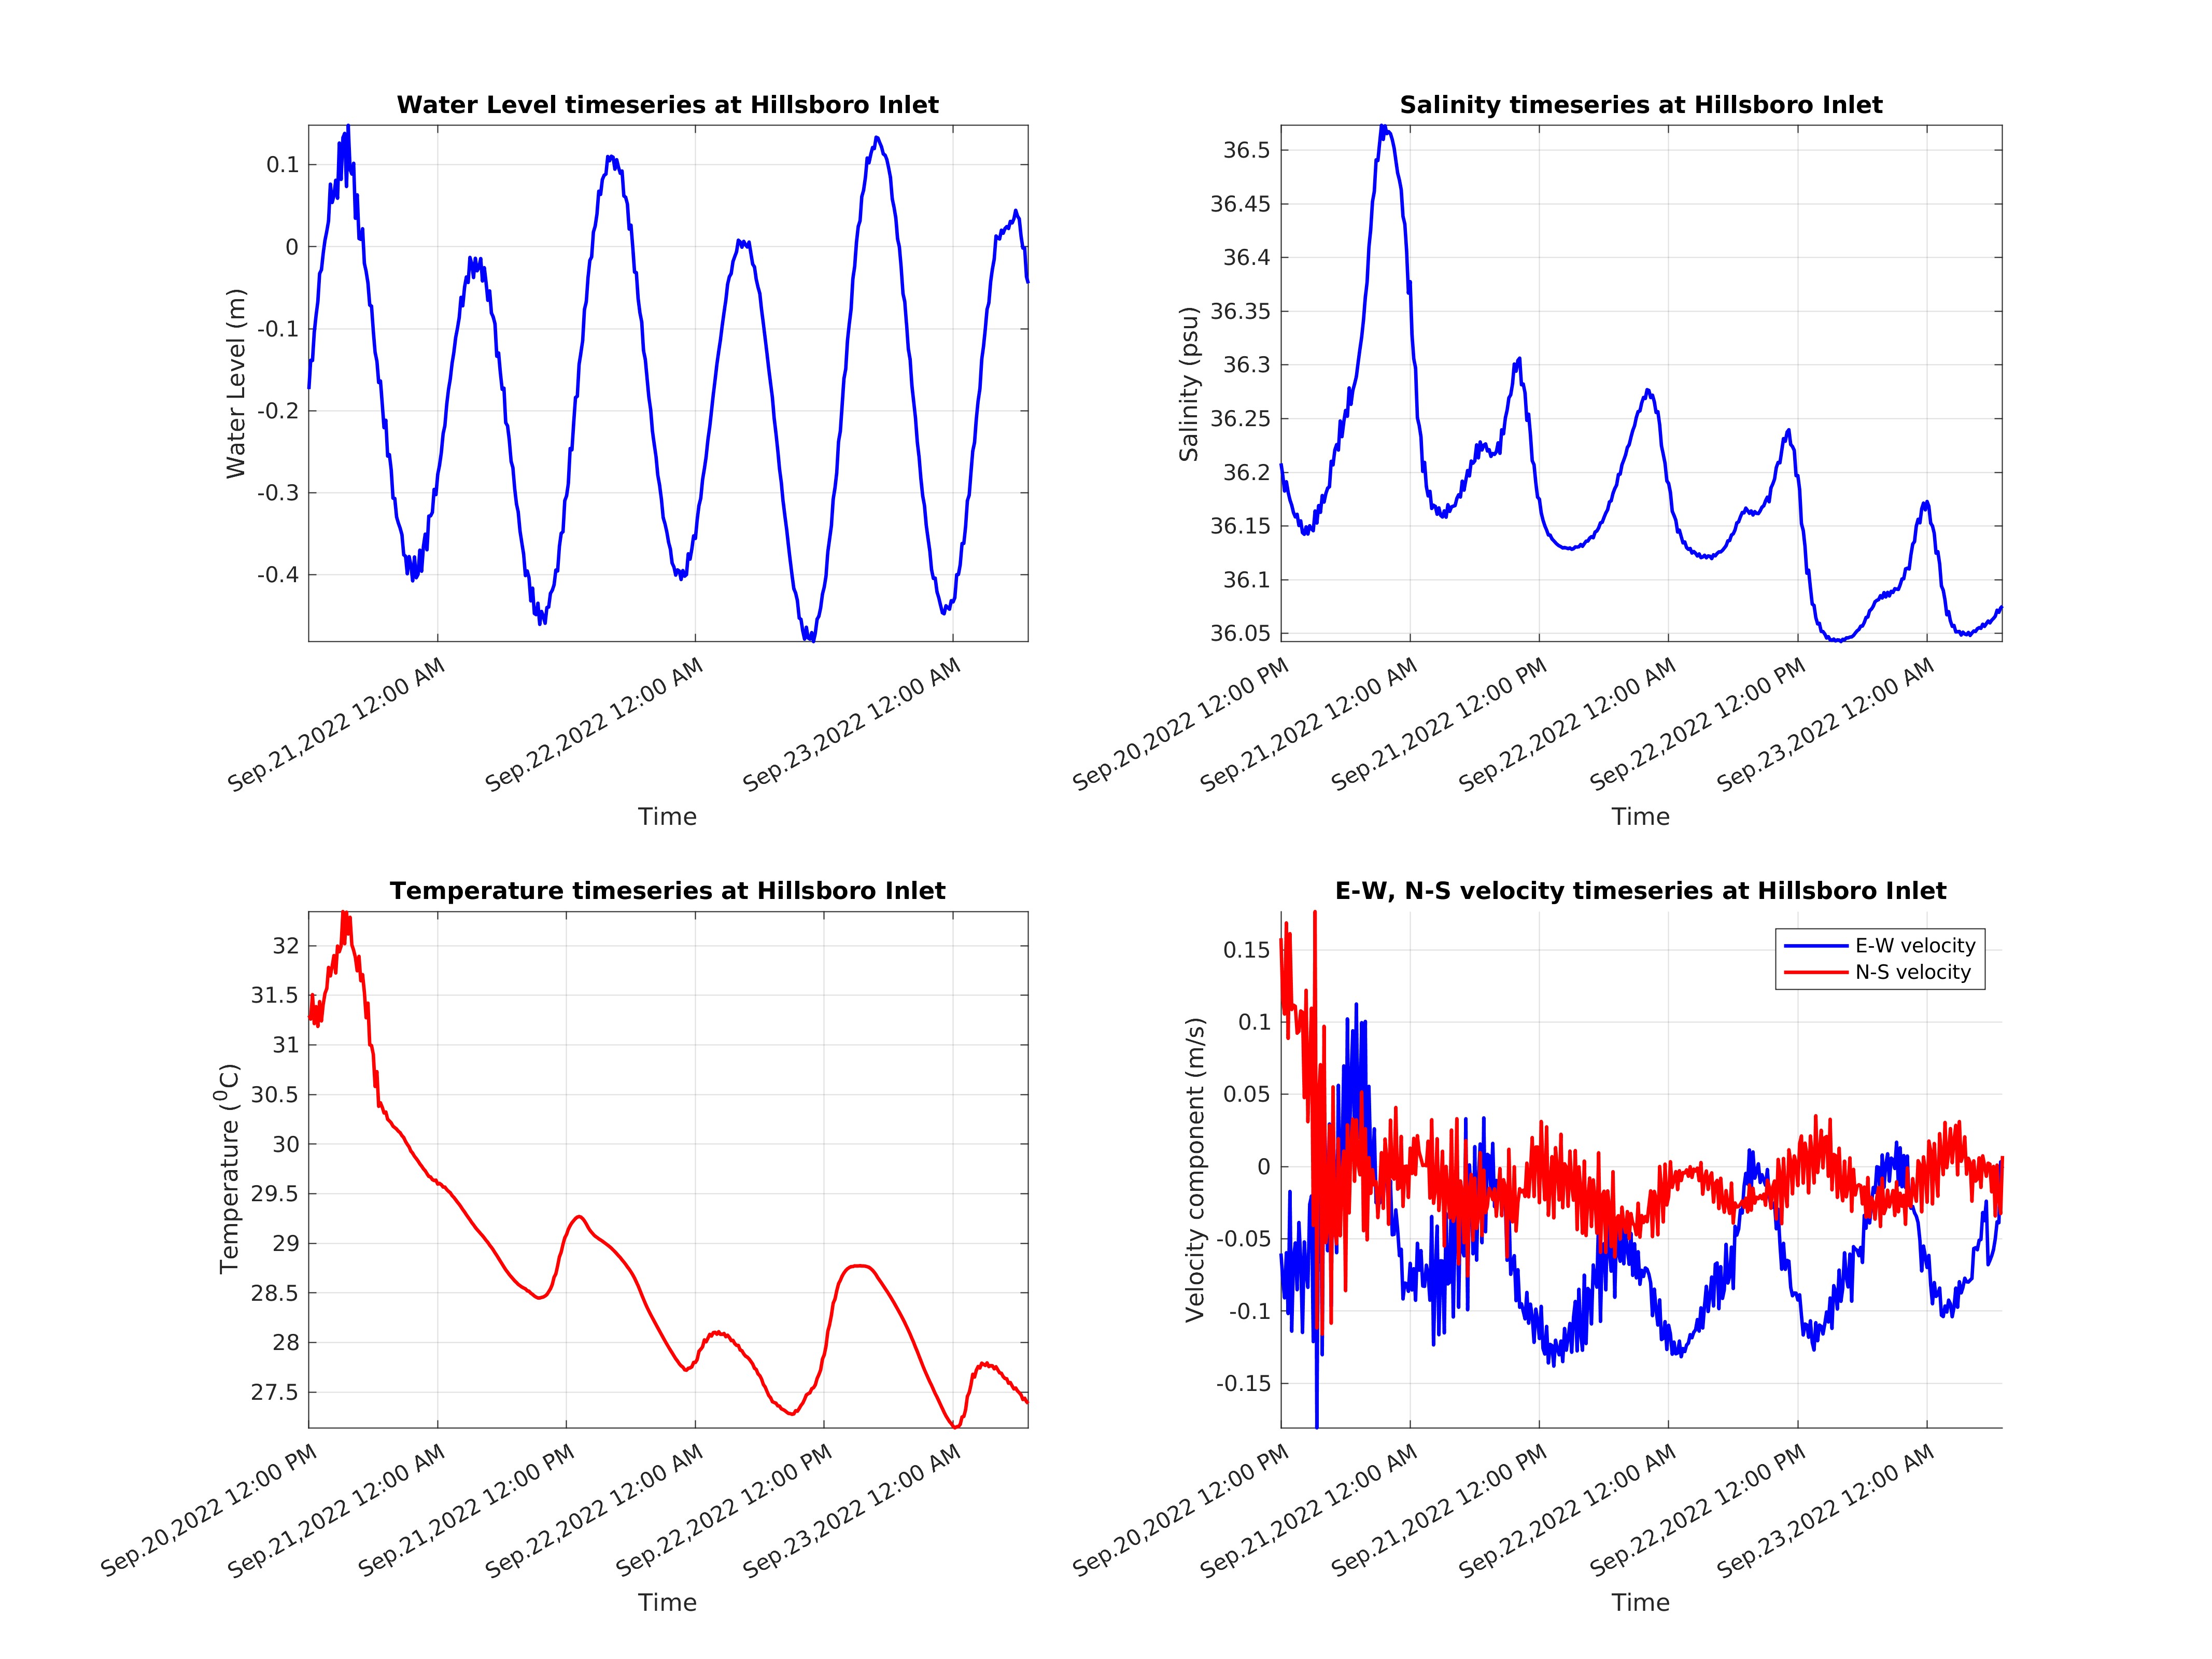 Water Level timeseries at Hillsboro Inlet
Water Level (m)
0.1
0
-0.1
-0.2
-0.3
-0.4
Sep.21,2022 12:00 AM
Sep.22,2022 12:00 AM
Sep.23,2022 12:00 AM
Time
Salinity timeseries at Hillsboro Inlet
Salinity (psu)
36.5
36.45
36.4
36.35
36.3
36.25
36.2
36.15
36.1
36.05
Sep.20,2022 12:00 PM
Sep.21,2022 12:00 AM
Sep.21,2022 12:00 PM
Sep.22,2022 12:00 AM
Sep.22,2022 12:00 PM
Sep.23,2022 12:00 AM
Time
Temperature timeseries at Hillsboro Inlet
Temperature (⁰C)
32
31.5
31
30.5
30
29.5
29
28.5
28
27.5
Sep.20,2022 12:00 PM
Sep.21,2022 12:00 AM
Sep.21,2022 12:00 PM
Sep.22,2022 12:00 AM
Sep.22,2022 12:00 PM
Sep.23,2022 12:00 AM
Time
E-W, N-S velocity timeseries at Hillsboro Inlet
Velocity component (m/s)
0.15
0.1
0.05
0
-0.05
-0.1
-0.15
E-W velocity
N-S velocity
Sep.20,2022 12:00 PM
Sep.21,2022 12:00 AM
Sep.21,2022 12:00 PM
Sep.22,2022 12:00 AM
Sep.22,2022 12:00 PM
Sep.23,2022 12:00 AM
Time